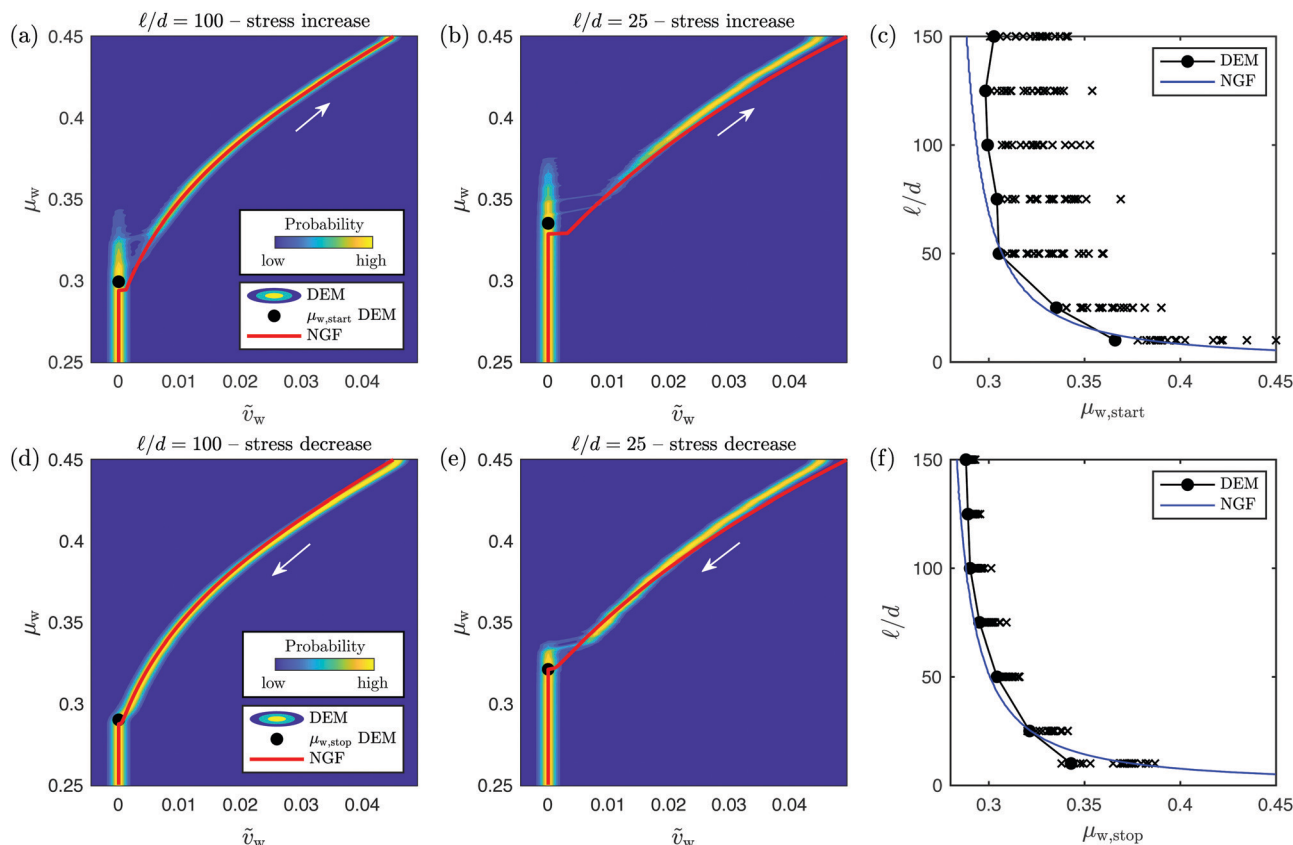 (a)
ℓ/d = 100 – stress increase
0.45
0.4
0.35
0.3
0.25
μw
0 0.01 0.02 0.03 0.04
ṽw
Probability
low high
DEM
μw,start DEM
NGF
(b)
ℓ/d = 25 – stress increase
0.45
0.4
0.35
0.3
0.25
μw
0 0.01 0.02 0.03 0.04
ṽw
(c)
150
100
50
0
ℓ/d
0.3 0.35 0.4 0.45
μw,start
DEM
NGF
(d)
ℓ/d = 100 – stress decrease
0.45
0.4
0.35
0.3
0.25
μw
0 0.01 0.02 0.03 0.04
ṽw
Probability
low high
DEM
μw,stop DEM
NGF
(e)
ℓ/d = 25 – stress decrease
0.45
0.4
0.35
0.3
0.25
μw
0 0.01 0.02 0.03 0.04
ṽw
(f)
150
100
50
0
ℓ/d
0.3 0.35 0.4 0.45
μw,stop
DEM
NGF